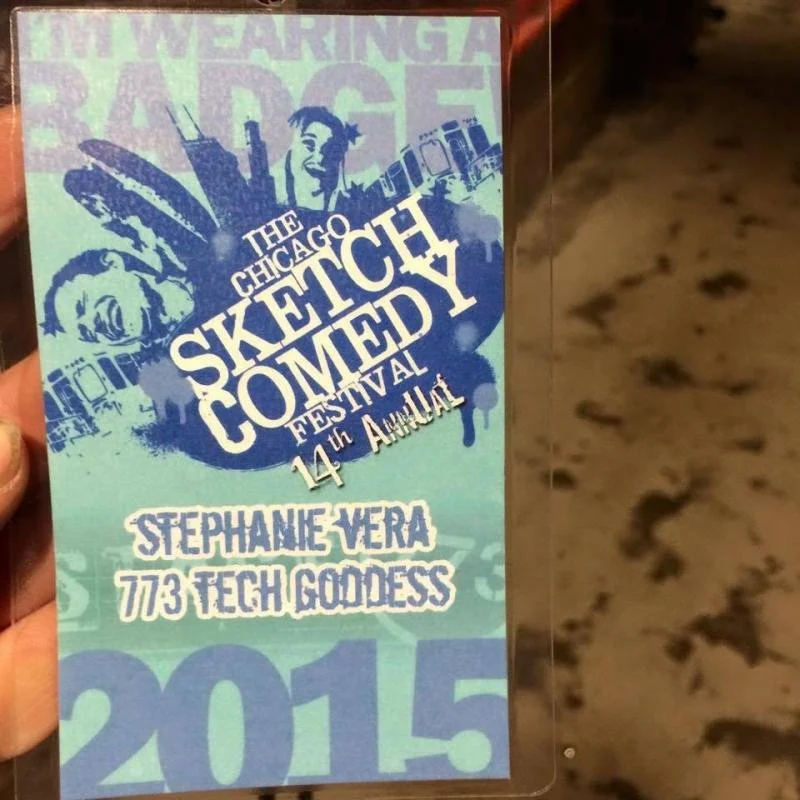 I'M WEARING A
BADGE
THE
CHICAGO
SKETCH
COMEDY
FESTIVAL
14th ANNUAL
STEPHANIE VERA
773 TECH GODDESS
2015